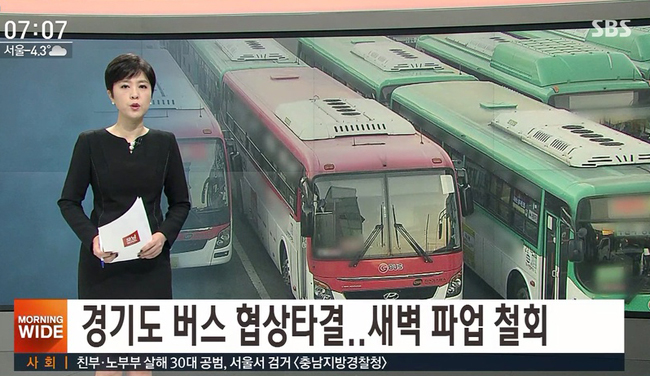 07:07
서울-4.3°
SBS
G BUS
MORNING
WIDE
경기도 버스 협상타결..새벽 파업 철회
사 회
친부·노부부 살해 30대 공범, 서울서 검거 <충남지방경찰청>